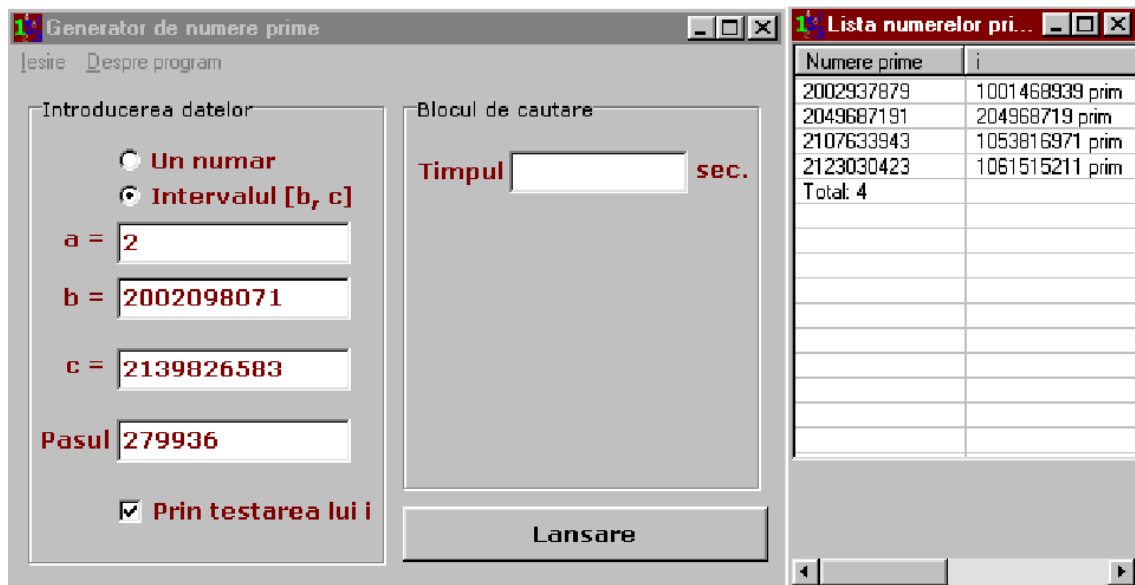 Generator de numere prime
Iesire Despre program
Introducerea datelor
Un numar
Intervalul [b, c]
a = 2
b = 2002098071
c = 2139826583
Pasul 279936
Prin testarea lui i
Blocul de cautare
Timpul sec.
Lansare
Lista numerelor pri...
Numere prime i
2002937879 1001468939 prim
2049687191 204968719 prim
2107633943 1053816971 prim
2123030423 1061515211 prim
Total: 4